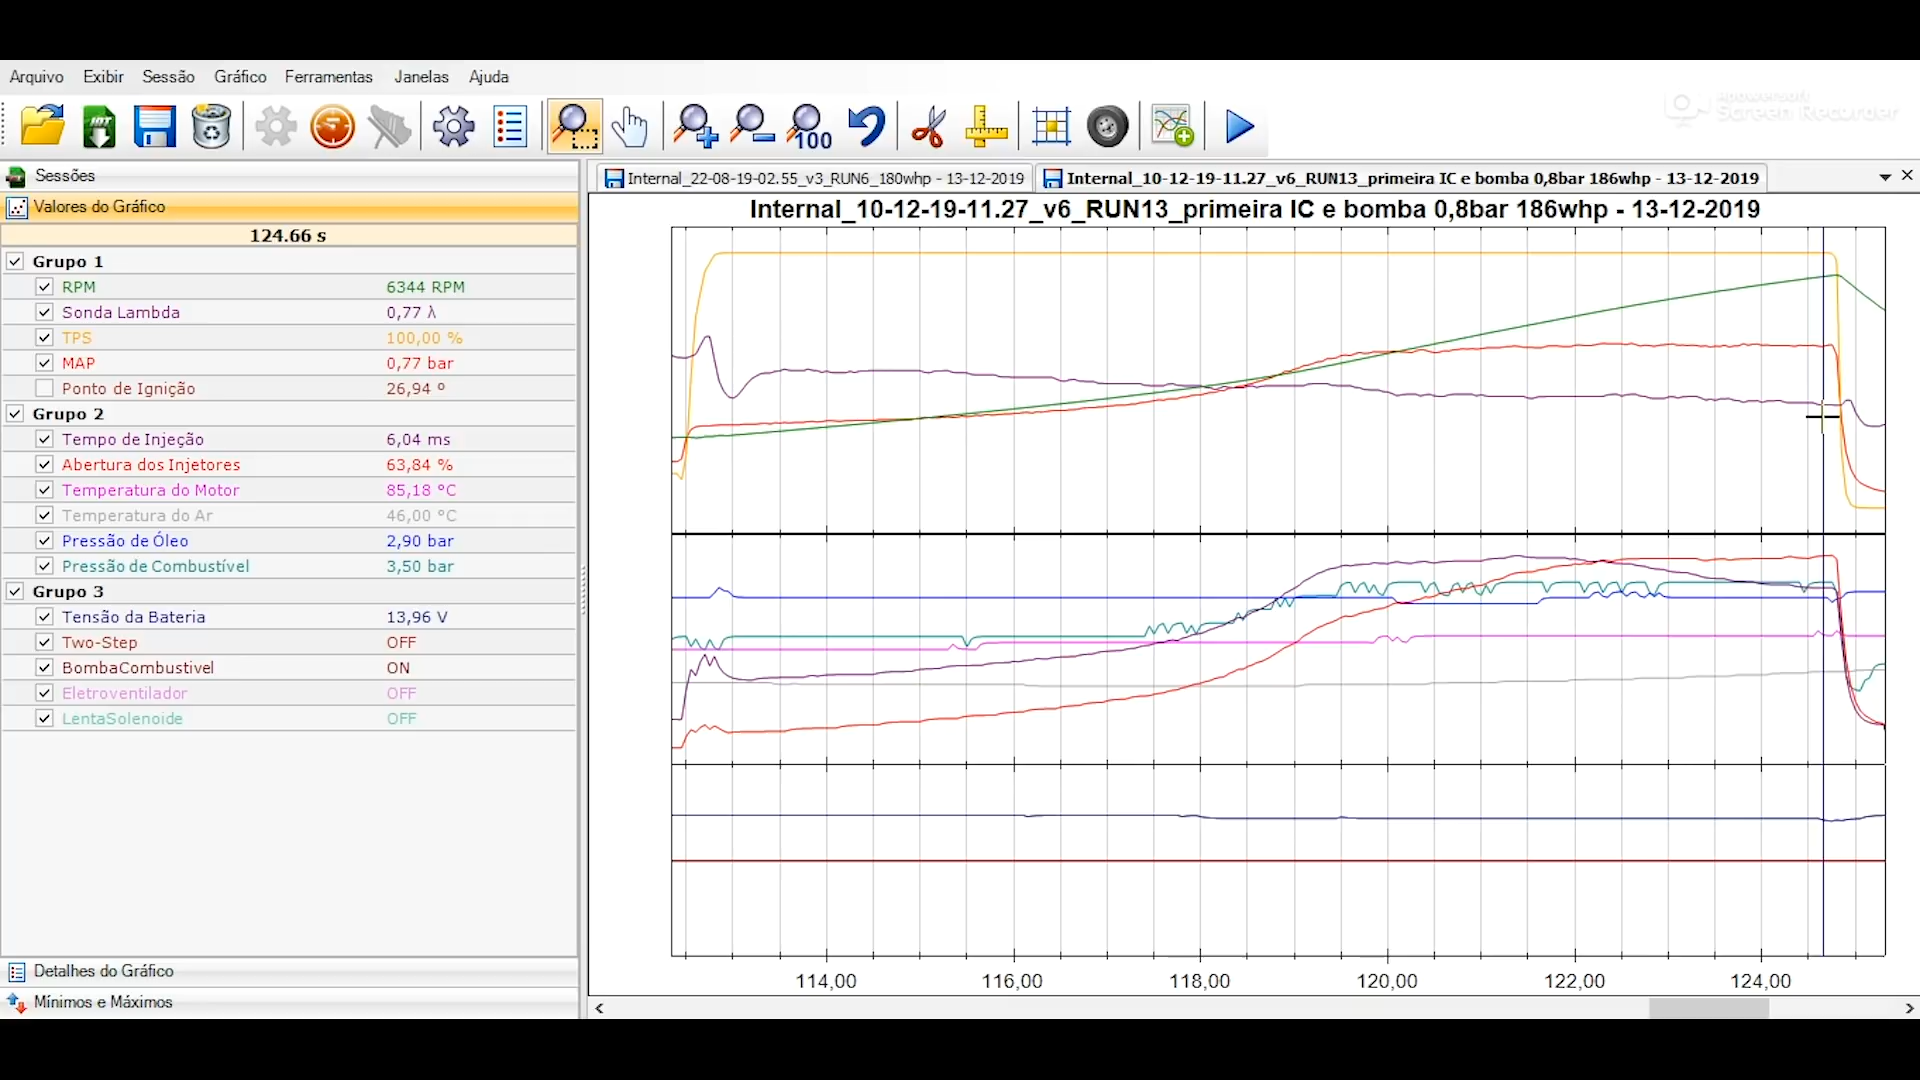 Arquivo Exibir Sessão Gráfico Ferramentas Janelas Ajuda
Apowersoft
Screen Recorder
100
Sessões
Internal_22-08-19-02.55_v3_RUN6_180whp - 13-12-2019
Internal_10-12-19-11.27_v6_RUN13_primeira IC e bomba 0,8bar 186whp - 13-12-2019
Valores do Gráfico
Internal_10-12-19-11.27_v6_RUN13_primeira IC e bomba 0,8bar 186whp - 13-12-2019
124.66 s
Grupo 1
RPM 6344 RPM
Sonda Lambda 0,77 λ
TPS 100,00 %
MAP 0,77 bar
Ponto de Ignição 26,94 º
Grupo 2
Tempo de Injeção 6,04 ms
Abertura dos Injetores 63,84 %
Temperatura do Motor 85,18 ºC
Temperatura do Ar 46,00 ºC
Pressão de Óleo 2,90 bar
Pressão de Combustível 3,50 bar
Grupo 3
Tensão da Bateria 13,96 V
Two-Step OFF
BombaCombustivel ON
Eletroventilador OFF
LentaSolenoide OFF
Detalhes do Gráfico
Mínimos e Máximos
114,00 116,00 118,00 120,00 122,00 124,00